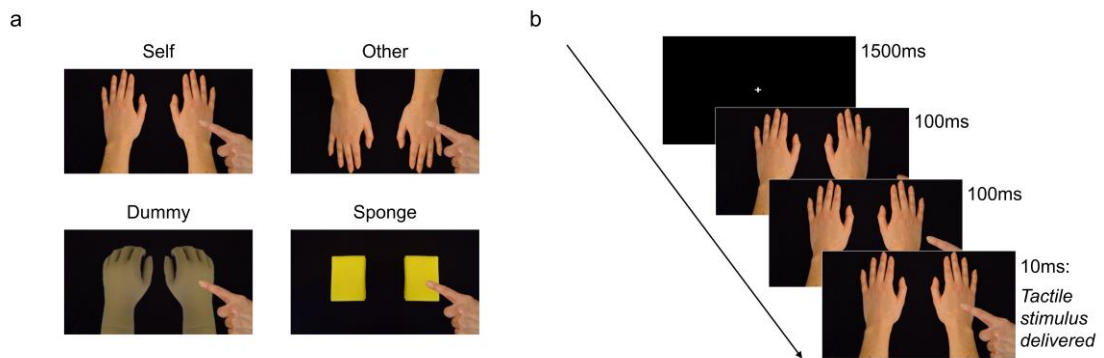 a
Self
Other
Dummy
Sponge
b
1500ms
100ms
100ms
10ms:
Tactile
stimulus
delivered